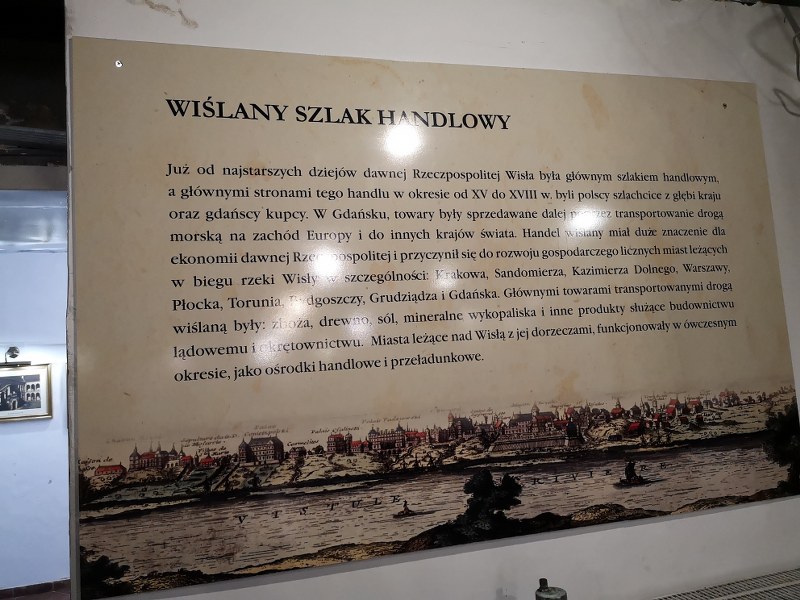 WIŚLANY SZLAK HANDLOWY
Już od najstarszych dziejów dawnej Rzeczpospolitej Wisła była głównym szlakiem handlowym,
a głównymi stronami tego handlu w okresie od XV do XVIII w. byli polscy szlachcice z głębi kraju
oraz gdańscy kupcy. W Gdańsku, towary były sprzedawane dalej poprzez transportowanie drogą
morską na zachód Europy i do innych krajów świata. Handel wiślany miał duże znaczenie dla
ekonomii dawnej Rzeczpospolitej i przyczynił się do rozwoju gospodarczego licznych miast leżących
w biegu rzeki Wisły w szczególności: Krakowa, Sandomierza, Kazimierza Dolnego, Warszawy,
Płocka, Torunia, Bydgoszczy, Grudziądza i Gdańska. Głównymi towarami transportowanymi drogą
wiślaną były: zboża, drewno, sól, mineralne wykopaliska i inne produkty służące budownictwu
lądowemu i okrętownictwu. Miasta leżące nad Wisłą z jej dorzeczami, funkcjonowały w ówczesnym
okresie, jako ośrodki handlowe i przeładunkowe.
VISTULE RIVIERE